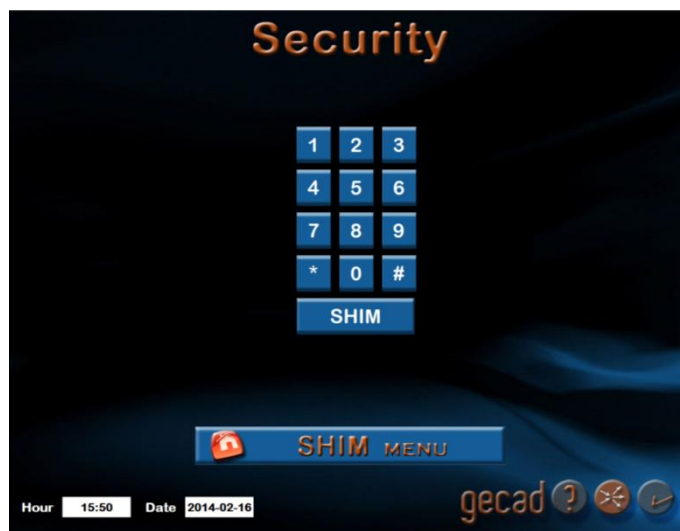 Security
1 2 3
4 5 6
7 8 9
* 0 #
SHIM
SHIM MENU
Hour 15:50 Date 2014-02-16
gecad ?